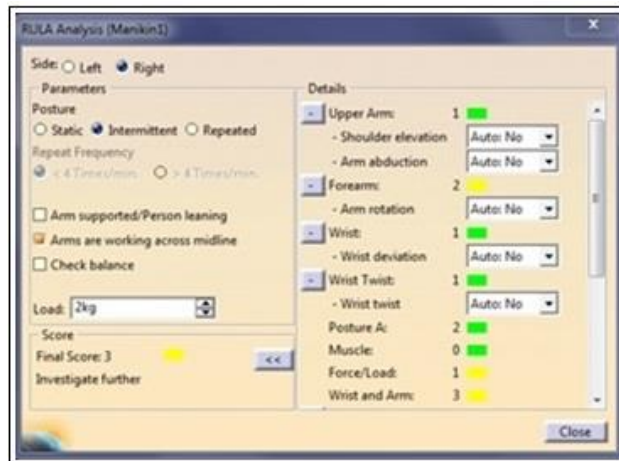 RULA Analysis (Manikin1)
Side: Left Right
Parameters
Posture
Static Intermittent Repeated
Repeat Frequency
< 4 Times/min. > 4 Times/min.
Arm supported/Person leaning
Arms are working across midline
Check balance
Load: 2kg
Score
Final Score: 3
<<
Investigate further
Details
- Upper Arm: 1
- Shoulder elevation Auto: No
- Arm abduction Auto: No
- Forearm: 2
- Arm rotation Auto: No
- Wrist: 1
- Wrist deviation Auto: No
- Wrist Twist: 1
- Wrist twist Auto: No
Posture A: 2
Muscle: 0
Force/Load: 1
Wrist and Arm: 3
Close